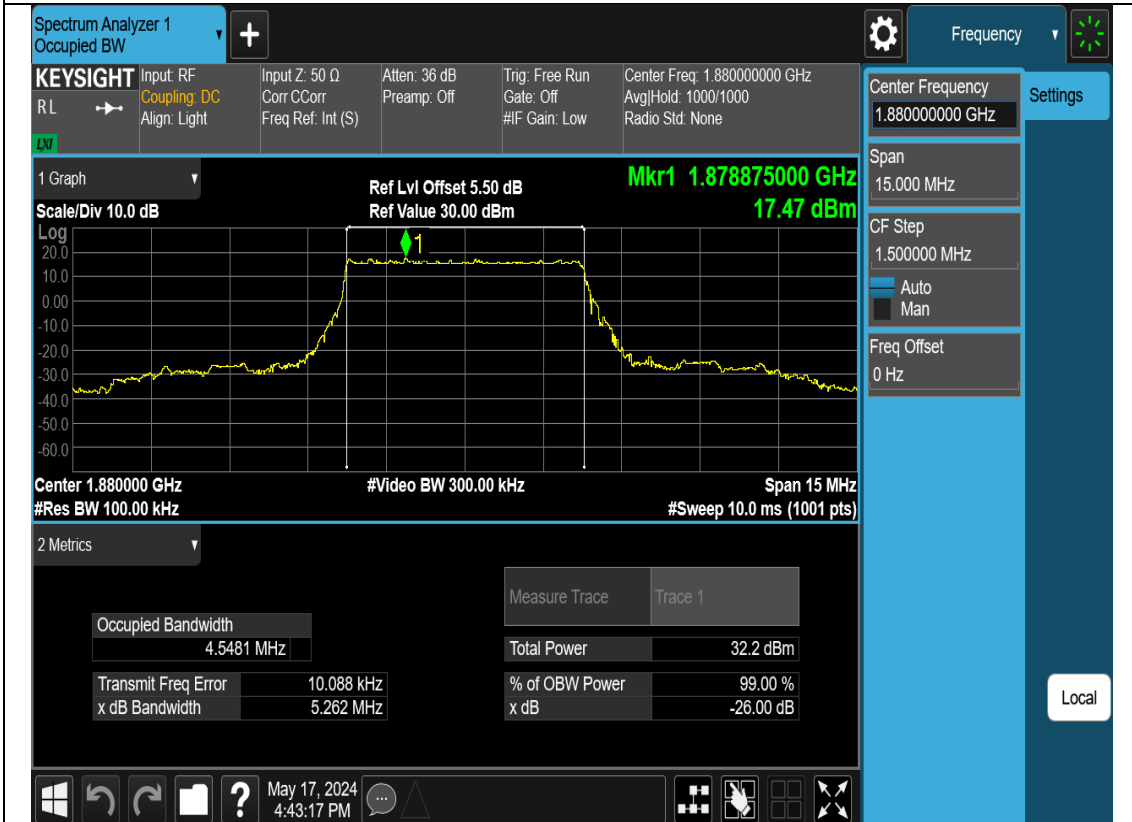 Spectrum Analyzer 1
Occupied BW
▼
+
Frequency
▼
KEYSIGHT
RL
LXI
Input: RF
Coupling: DC
Align: Light
Input Z: 50 Ω
Corr CCorr
Freq Ref: Int (S)
Atten: 36 dB
Preamp: Off
Trig: Free Run
Gate: Off
#IF Gain: Low
Center Freq: 1.880000000 GHz
Avg|Hold: 1000/1000
Radio Std: None
Center Frequency
1.880000000 GHz
Settings
Span
15.000 MHz
CF Step
1.500000 MHz
Auto
Man
Freq Offset
0 Hz
Local
1 Graph ▼
Scale/Div 10.0 dB
Ref Lvl Offset 5.50 dB
Ref Value 30.00 dBm
Mkr1 1.878875000 GHz
17.47 dBm
Log
1
20.0
10.0
0.00
-10.0
-20.0
-30.0
-40.0
-50.0
-60.0
Center 1.880000 GHz
#Res BW 100.00 kHz
#Video BW 300.00 kHz
Span 15 MHz
#Sweep 10.0 ms (1001 pts)
2 Metrics ▼
Measure Trace Trace 1
Occupied Bandwidth
4.5481 MHz
Total Power 32.2 dBm
Transmit Freq Error 10.088 kHz
% of OBW Power 99.00 %
x dB Bandwidth 5.262 MHz
x dB -26.00 dB
?
May 17, 2024
4:43:17 PM